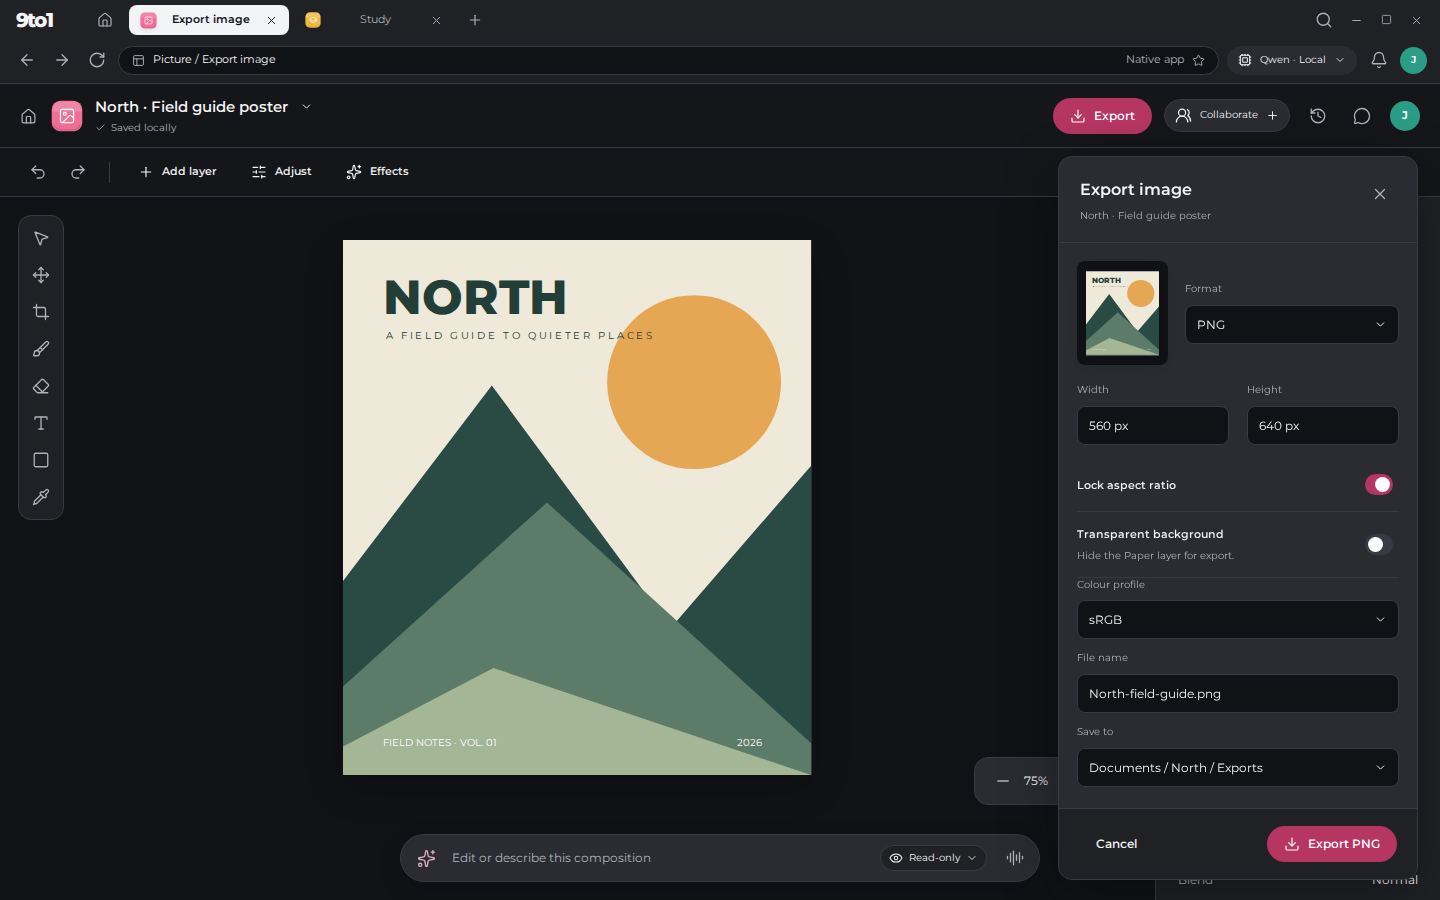 9to1
Export image
Study
Picture / Export image
Native app
Qwen · Local
J
North · Field guide poster
Saved locally
Export
Collaborate
J
Add layer
Adjust
Effects
Export image
North · Field guide poster
NORTH
A FIELD GUIDE TO QUIETER PLACES
FIELD NOTES · VOL. 01
2026
NORTH
Format
PNG
Width
Height
560 px
640 px
Lock aspect ratio
Transparent background
Hide the Paper layer for export.
Colour profile
sRGB
File name
North-field-guide.png
Save to
Documents / North / Exports
75%
Edit or describe this composition
Read-only
Cancel
Export PNG
Blend
Normal